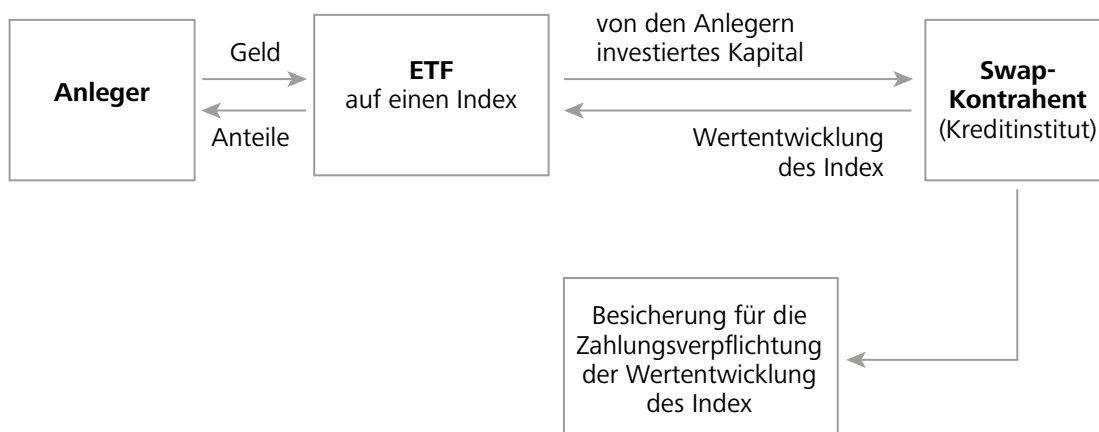 Anleger
Geld
Anteile
ETF
auf einen Index
von den Anlegern
investiertes Kapital
Wertentwicklung
des Index
Swap-
Kontrahent
(Kreditinstitut)
Besicherung für die
Zahlungsverpflichtung
der Wertentwicklung
des Index